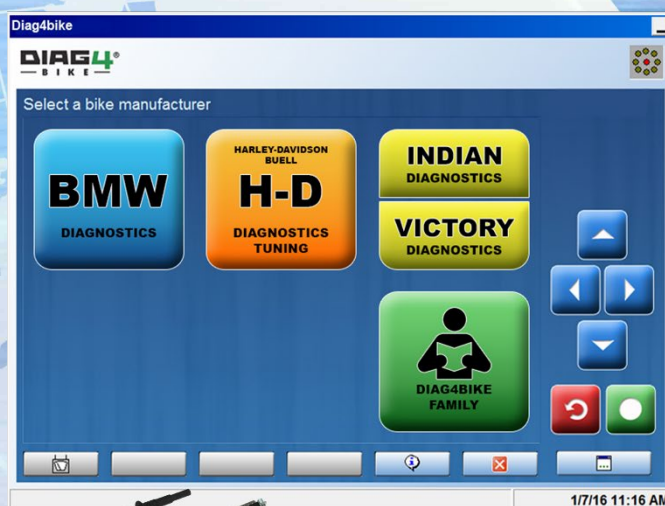 Diag4bike
DIAG4®
BIKE
Select a bike manufacturer
BMW
DIAGNOSTICS
HARLEY-DAVIDSON
BUELL
H-D
DIAGNOSTICS
TUNING
INDIAN
DIAGNOSTICS
VICTORY
DIAGNOSTICS
DIAG4BIKE
FAMILY
1/7/16 11:16 AM